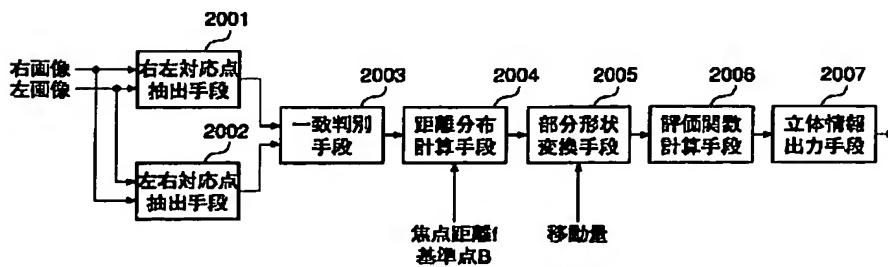 2001
右画像
左画像
右左対応点
抽出手段
2002
左右対応点
抽出手段
2003
一致判別
手段
2004
距離分布
計算手段
焦点距離f
基準点B
2005
部分形状
変換手段
移動量
2006
評価関数
計算手段
2007
立体情報
出力手段